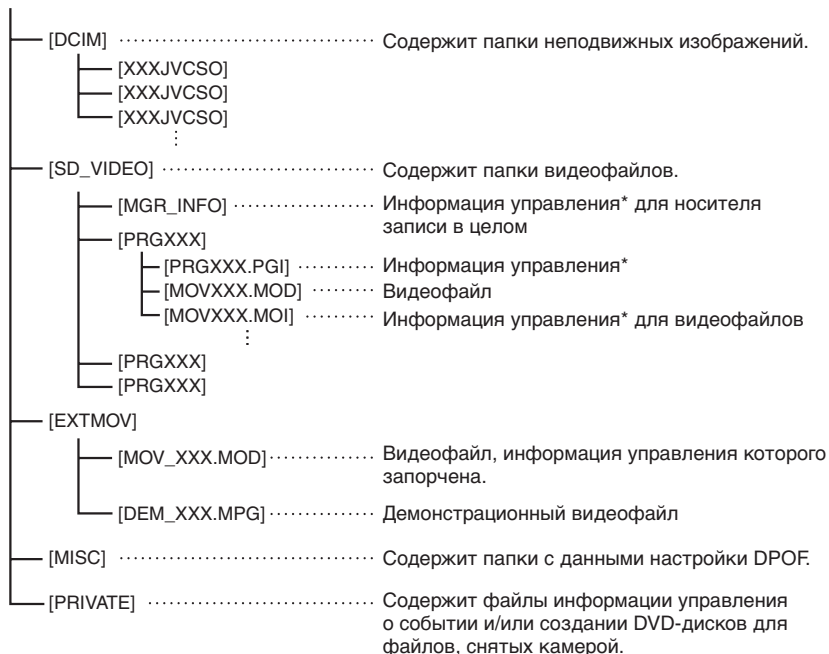 [DCIM] Содержит папки неподвижных изображений.
[XXXJVCSO]
[XXXJVCSO]
[XXXJVCSO]
[SD_VIDEO] Содержит папки видеофайлов.
[MGR_INFO] Информация управления* для носителя
записи в целом
[PRGXXX]
[PRGXXX.PGI] Информация управления*
[MOVXXX.MOD] Видеофайл
[MOVXXX.MOI] Информация управления* для видеофайлов
[PRGXXX]
[PRGXXX]
[EXTMOV]
[MOV_XXX.MOD] Видеофайл, информация управления которого
запорчена.
[DEM_XXX.MPG] Демонстрационный видеофайл
[MISC] Содержит папки с данными настройки DPOF.
[PRIVATE] Содержит файлы информации управления
о событии и/или создании DVD-дисков для
файлов, снятых камерой.